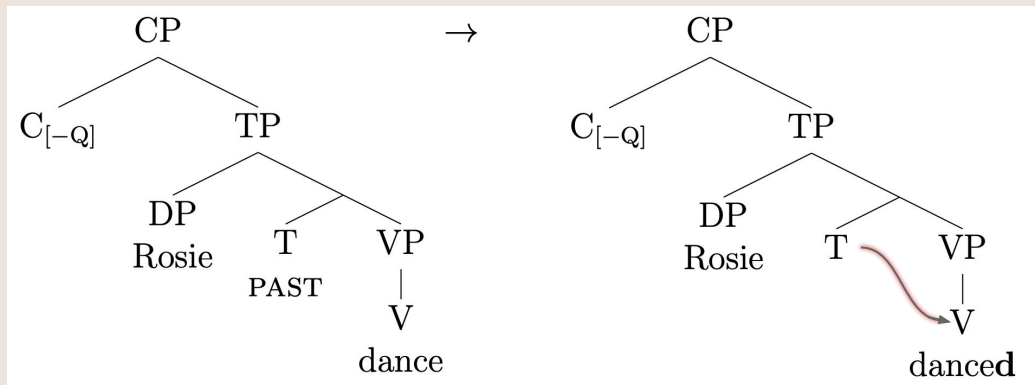 CP → CP
C[−Q] TP C[−Q] TP
DP DP
T VP T VP
Rosie Rosie
PAST
V V
dance danced